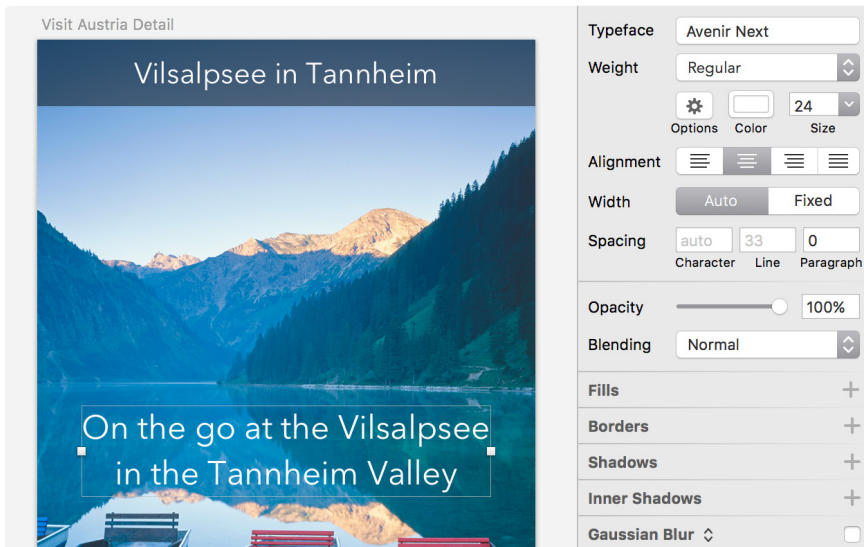 Visit Austria Detail
Vilsalpsee in Tannheim
On the go at the Vilsalpsee
in the Tannheim Valley
Typeface Avenir Next
Weight Regular
24
Options Color Size
Alignment
Width Auto Fixed
Spacing auto 33 0
Character Line Paragraph
Opacity 100%
Blending Normal
Fills
Borders
Shadows
Inner Shadows
Gaussian Blur